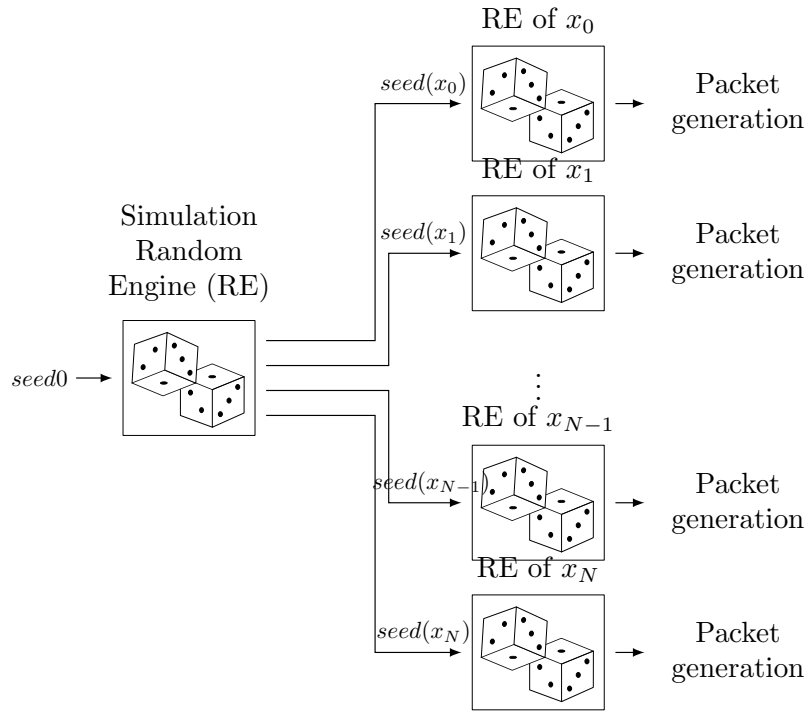 RE of x_0
seed(x_0)
Packet
generation
RE of x_1
seed(x_1)
Packet
generation
Simulation
Random
Engine (RE)
seed0
⋮
RE of x_{N−1}
seed(x_{N−1})
Packet
generation
RE of x_N
seed(x_N)
Packet
generation